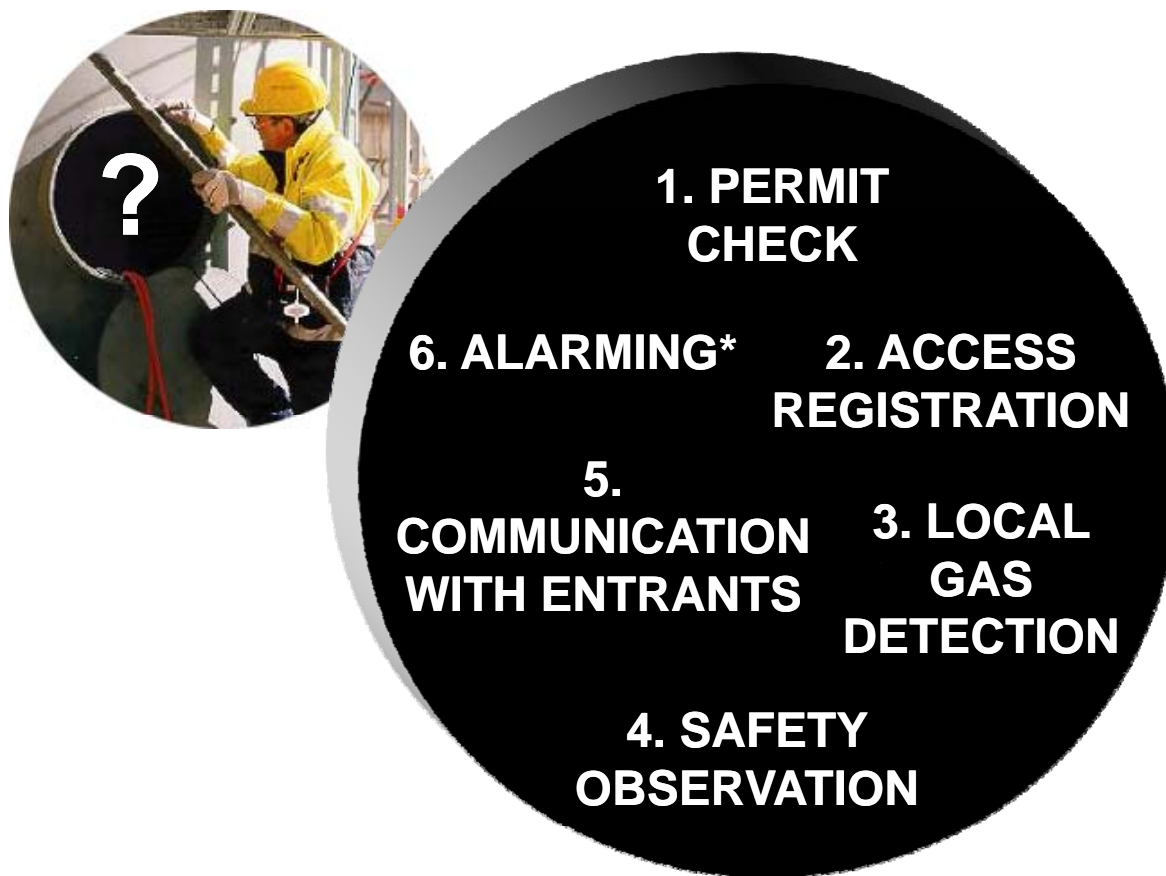 ?
1. PERMIT
CHECK
2. ACCESS
REGISTRATION
3. LOCAL
GAS
DETECTION
4. SAFETY
OBSERVATION
5.
COMMUNICATION
WITH ENTRANTS
6. ALARMING*